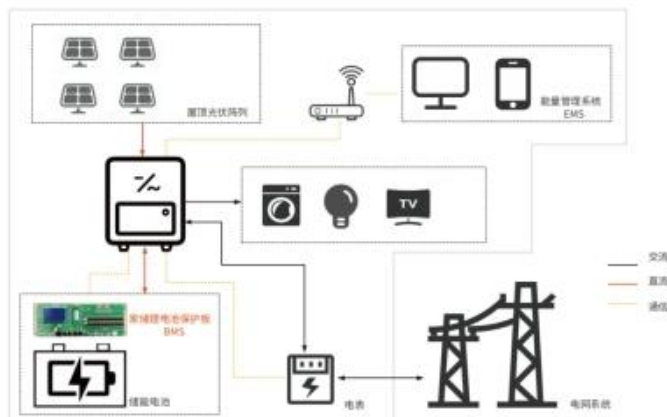 屋顶光伏阵列
能量管理系统
EMS
TV
交流
直流
通信
家储锂电池保护板
BMS
储能电池
电表
电网系统